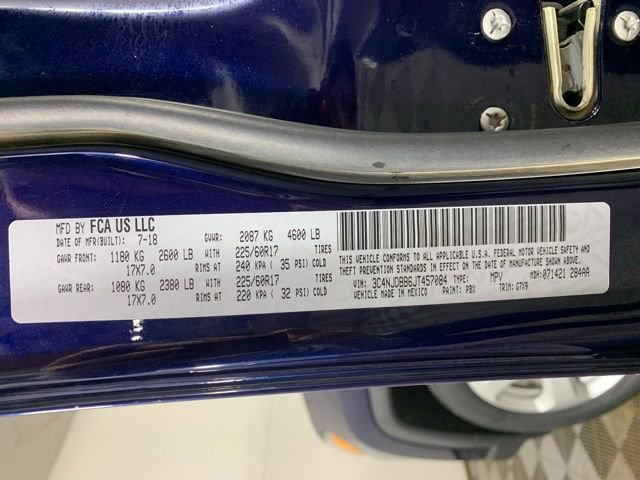 MFD BY FCA US LLC
DATE OF MFR(BUILT): 7-18 GVWR: 2087 KG 4600 LB
GAWR FRONT: 1180 KG 2600 LB WITH 225/60R17 TIRES
17X7.0 RIMS AT 240 KPA ( 35 PSI) COLD
GAWR REAR: 1080 KG 2380 LB WITH 225/60R17 TIRES
17X7.0 RIMS AT 220 KPA ( 32 PSI) COLD
THIS VEHICLE CONFORMS TO ALL APPLICABLE U.S.A. FEDERAL MOTOR VEHICLE SAFETY AND
THEFT PREVENTION STANDARDS IN EFFECT ON THE DATE OF MANUFACTURE SHOWN ABOVE.
VIN: 3C4NJDBB6JT457084 TYPE: MPV MDH: 071421 284AA
VEHICLE MADE IN MEXICO PAINT: PBX TRIM: G7X9